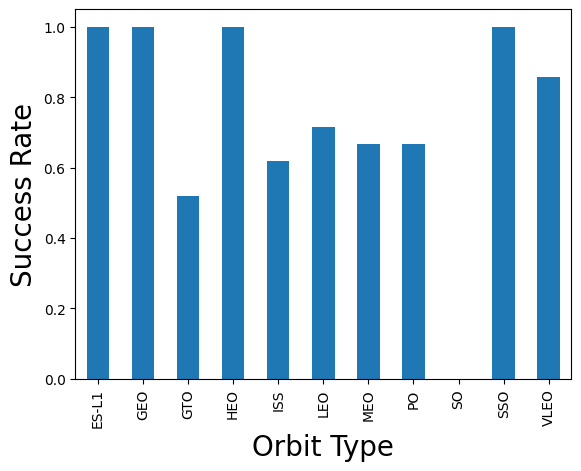 Success Rate
1.0
0.8
0.6
0.4
0.2
0.0
ES-L1
GEO
GTO
HEO
ISS
LEO
MEO
PO
SO
SSO
VLEO
Orbit Type